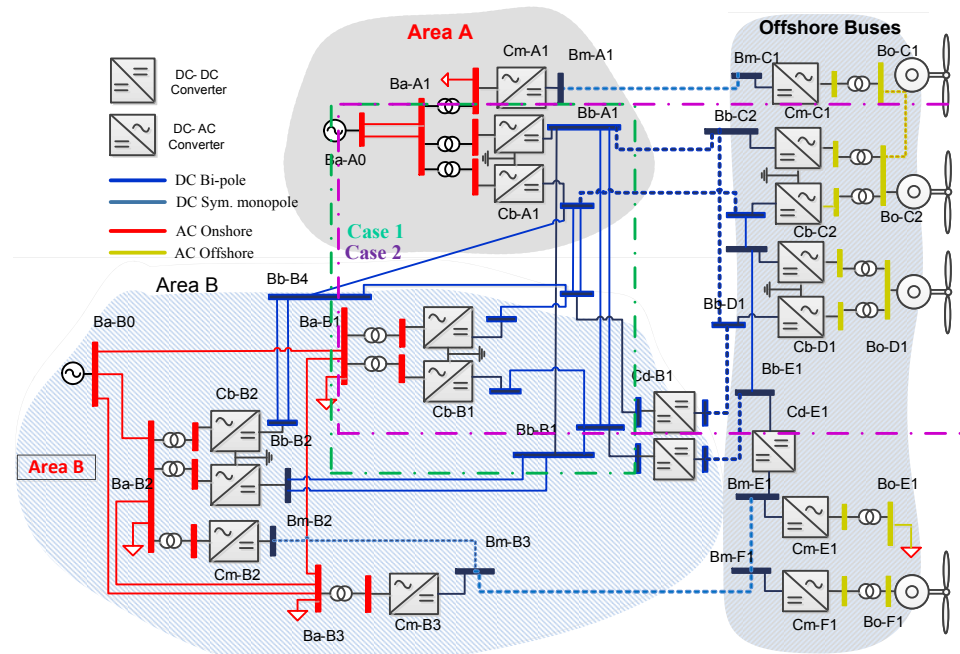 Area A
Offshore Buses
DC- DC
Converter
DC- AC
Converter
DC Bi-pole
DC Sym. monopole
AC Onshore
AC Offshore
Cm-A1
Bm-A1
Ba-A1
Ba-A0
Bb-A1
Cb-A1
Bm-C1
Bo-C1
Cm-C1
Bb-C2
Bo-C2
Cb-C2
Case 1
Case 2
Area B
Bb-B4
Ba-B0
Ba-B1
Bb-D1
Cb-D1
Bo-D1
Bb-E1
Cb-B2
Cb-B1
Cd-B1
Cd-E1
Bb-B2
Bb-B1
Area B
Ba-B2
Bm-B2
Bm-E1
Bo-E1
Bm-B3
Cm-B2
Cm-E1
Bm-F1
Ba-B3
Cm-B3
Cm-F1
Bo-F1